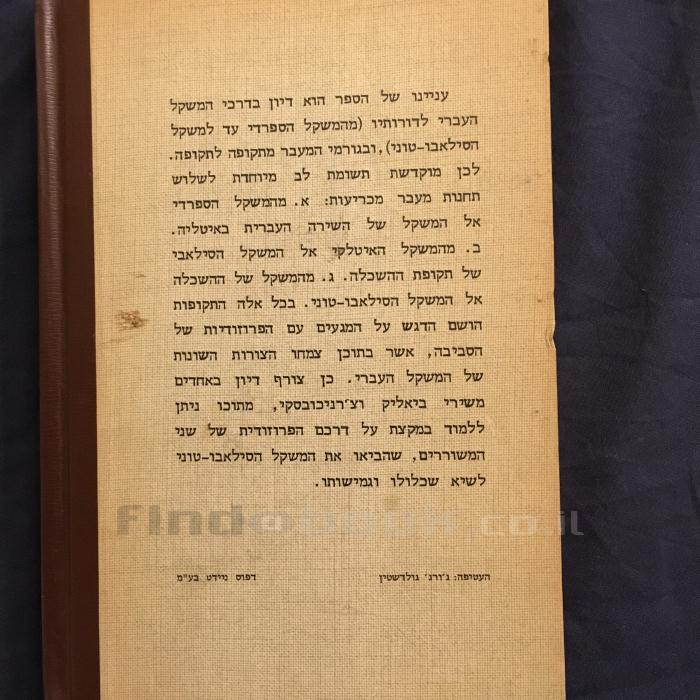 עניינו של הספר הוא דיון בדרכי המשקל
העברי לדורותיו (מהמשקל הספרדי עד למשקל
הסילאבו-טוני), ובגורמי המעבר מתקופה לתקופה.
לכן מוקדשת תשומת לב מיוחדת לשלוש
תחנות מעבר מכריעות: א. מהמשקל הספרדי
אל המשקל של השירה העברית באיטליה.
ב. מהמשקל האיטלקי אל המשקל הסילאבי
של תקופת ההשכלה. ג. מהמשקל של ההשכלה
אל המשקל הסילאבו-טוני. בכל אלה התקופות
הושם הדגש על המגעים עם הפרוזודיות של
הסביבה, אשר בתוכן צמחו הצורות השונות
של המשקל העברי. כן צורף דיון באחדים
משירי ביאליק וצ'רניכובסקי, מתוכו ניתן
ללמוד במקצת על דרכם הפרוזודית של שני
המשוררים, שהביאו את המשקל הסילאבו-טוני
לשיא שכלולו וגמישותו.
findabook.co.il
העטיפה: ג'ורג' גולדשטין דפוס ניידט בע"מ